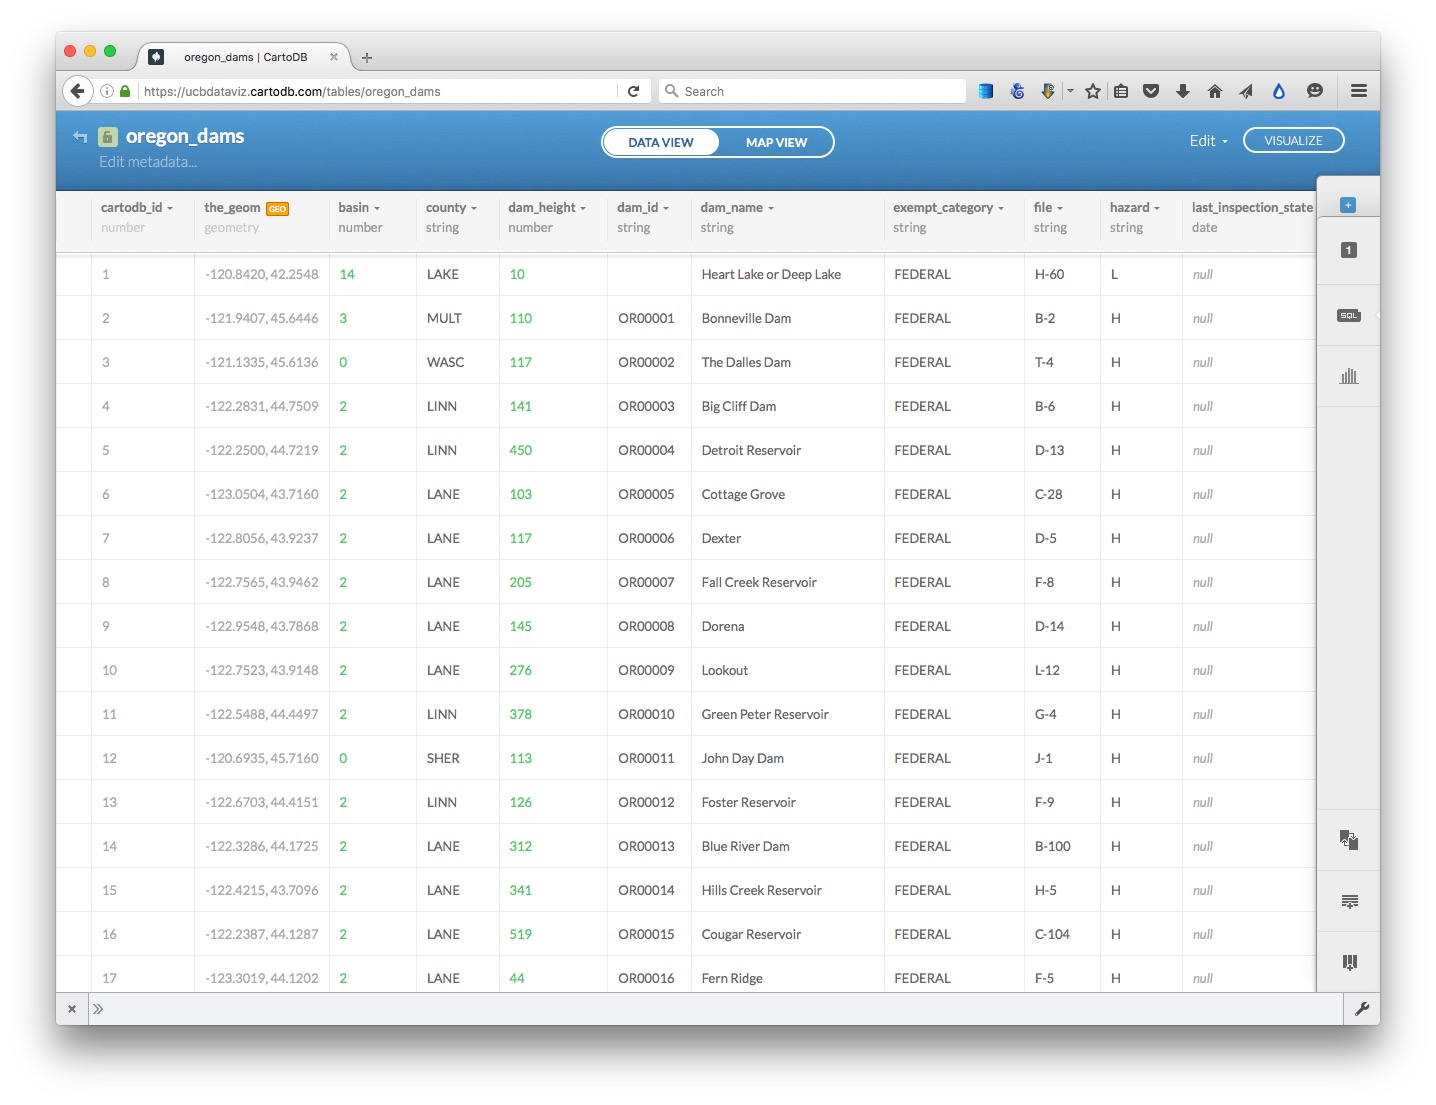 oregon_dams | CartoDB
https://ucbdataviz.cartodb.com/tables/oregon_dams Search
oregon_dams DATA VIEW MAP VIEW Edit VISUALIZE
Edit metadata...
cartodb_id the_geom GEO basin county dam_height dam_id dam_name exempt_category file hazard last_inspection_state
number geometry number string number string string string string string date
1
1 -120.8420, 42.2548 14 LAKE 10 Heart Lake or Deep Lake FEDERAL H-60 L null
2 -121.9407, 45.6446 3 MULT 110 OR00001 Bonneville Dam FEDERAL B-2 H null
SQL
3 -121.1335, 45.6136 0 WASC 117 OR00002 The Dalles Dam FEDERAL T-4 H null
4 -122.2831, 44.7509 2 LINN 141 OR00003 Big Cliff Dam FEDERAL B-6 H null
5 -122.2500, 44.7219 2 LINN 450 OR00004 Detroit Reservoir FEDERAL D-13 H null
6 -123.0504, 43.7160 2 LANE 103 OR00005 Cottage Grove FEDERAL C-28 H null
7 -122.8056, 43.9237 2 LANE 117 OR00006 Dexter FEDERAL D-5 H null
8 -122.7565, 43.9462 2 LANE 205 OR00007 Fall Creek Reservoir FEDERAL F-8 H null
9 -122.9548, 43.7868 2 LANE 145 OR00008 Dorena FEDERAL D-14 H null
10 -122.7523, 43.9148 2 LANE 276 OR00009 Lookout FEDERAL L-12 H null
11 -122.5488, 44.4497 2 LINN 378 OR00010 Green Peter Reservoir FEDERAL G-4 H null
12 -120.6935, 45.7160 0 SHER 113 OR00011 John Day Dam FEDERAL J-1 H null
13 -122.6703, 44.4151 2 LINN 126 OR00012 Foster Reservoir FEDERAL F-9 H null
14 -122.3286, 44.1725 2 LANE 312 OR00013 Blue River Dam FEDERAL B-100 H null
15 -122.4215, 43.7096 2 LANE 341 OR00014 Hills Creek Reservoir FEDERAL H-5 H null
16 -122.2387, 44.1287 2 LANE 519 OR00015 Cougar Reservoir FEDERAL C-104 H null
17 -123.3019, 44.1202 2 LANE 44 OR00016 Fern Ridge FEDERAL F-5 H null